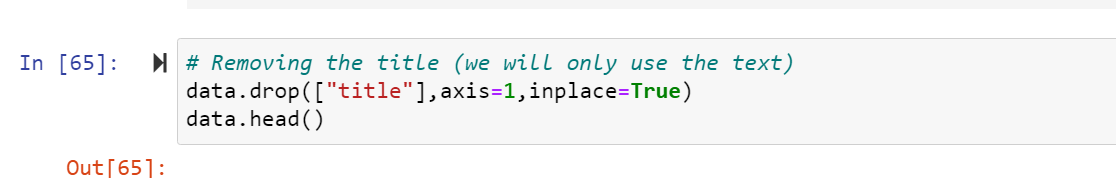 In [65]: # Removing the title (we will only use the text)
data.drop(["title"],axis=1,inplace=True)
data.head()
Out[65]: